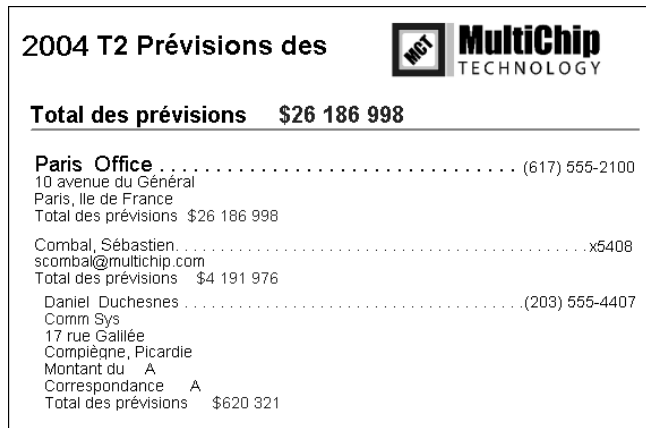 2004 T2 Prévisions des
MCT
MultiChip
TECHNOLOGY
Total des prévisions $26 186 998
Paris Office . . . . . . . . . . . . . . . . . . . . . . . . . . . . . . . . (617) 555-2100
10 avenue du Général
Paris, Ile de France
Total des prévisions $26 186 998
Combal, Sébastien. . . . . . . . . . . . . . . . . . . . . . . . . . . . . . . . . . . . . . . . . . . . x5408
scombal@multichip.com
Total des prévisions $4 191 976
Daniel Duchesnes . . . . . . . . . . . . . . . . . . . . . . . . . . . . . . . . . . . . (203) 555-4407
Comm Sys
17 rue Galilée
Compiègne, Picardie
Montant du A
Correspondance A
Total des prévisions $620 321